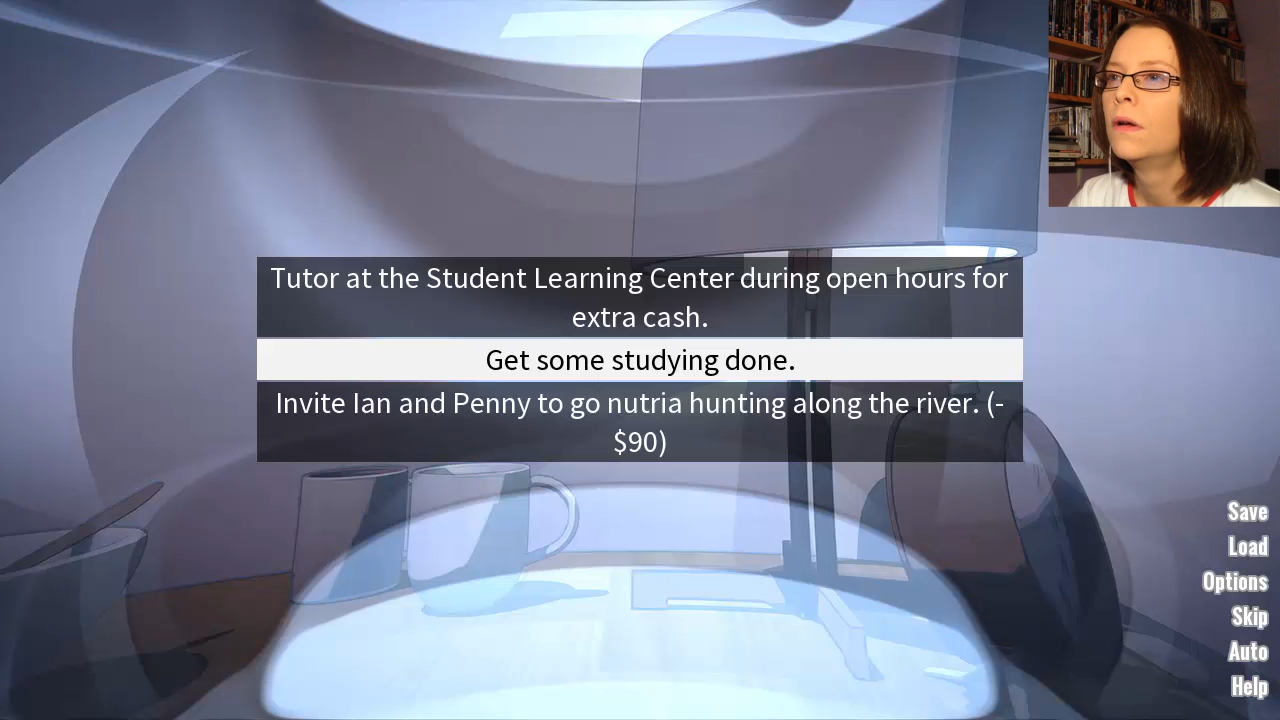 Tutor at the Student Learning Center during open hours for
extra cash.
Get some studying done.
Invite Ian and Penny to go nutria hunting along the river. (-
$90)
Save
Load
Options
Skip
Auto
Help